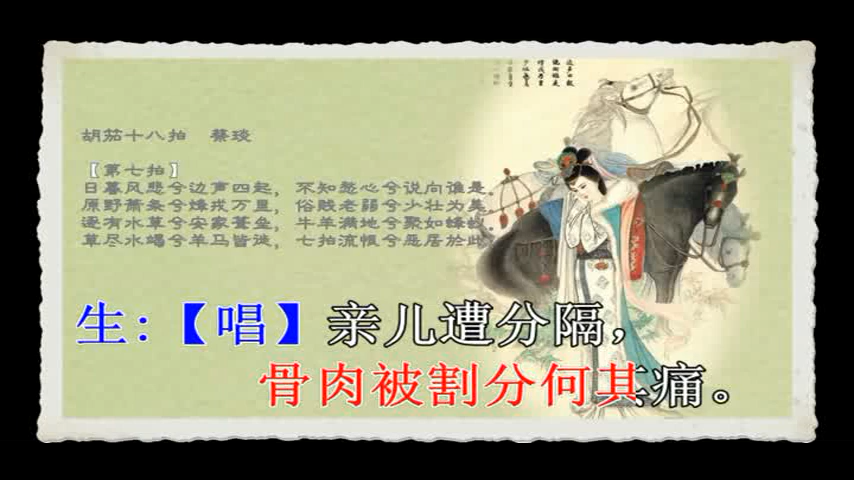 胡笳十八拍 蔡琰
【第七拍】
日暮风悲兮边声四起，不知愁心兮说向谁是.
原野萧条兮烽戎万里，俗贱老弱兮少壮为美
逐有水草兮安家葺垒，牛羊满地兮聚如蜂蚁.
草尽水竭兮羊马皆徙，七拍流恨兮恶居於此
生:【唱】亲儿遭分隔，
骨肉被割分何其痛。